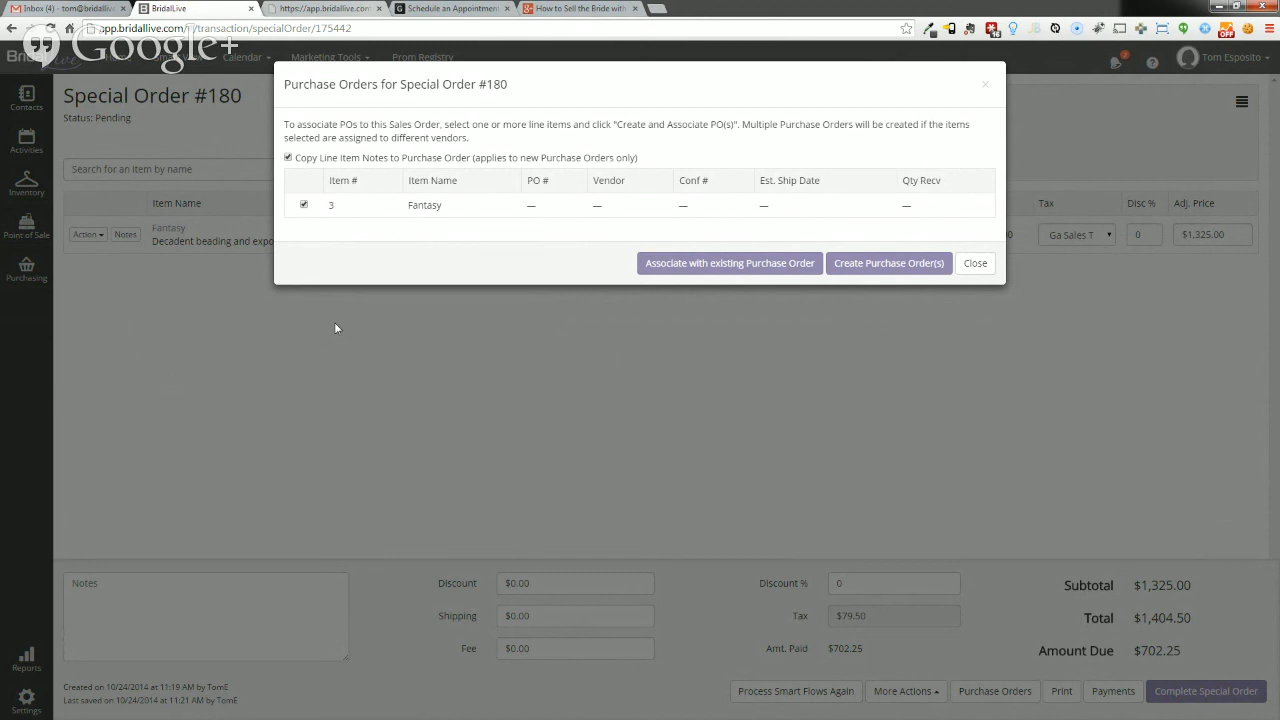 Inbox (4) - tom@bridallive
BridalLive
https://app.bridallive.com
Schedule an Appointment
How to Sell the Bride with
app.bridallive.com/#/transaction/specialOrder/175442
Google+
Calendar
Marketing Tools
Prom Registry
2
Tom Esposito
Contacts
Activities
Inventory
Point of Sale
Purchasing
Reports
Settings
Special Order #180
Status: Pending
Search for an item by name
Purchase Orders for Special Order #180
×
To associate POs to this Sales Order, select one or more line items and click "Create and Associate PO(s)". Multiple Purchase Orders will be created if the items
selected are assigned to different vendors.
Copy Line Item Notes to Purchase Order (applies to new Purchase Orders only)
Item # Item Name PO # Vendor Conf # Est. Ship Date Qty Recv
3 Fantasy — — — — —
Associate with existing Purchase Order Create Purchase Order(s) Close
Item Name Tax Disc % Adj. Price
Action Notes Fantasy Ga Sales T 0 $1,325.00
Decadent beading and expo
Notes
Discount $0.00
Shipping $0.00
Fee $0.00
Discount % 0
Tax $79.50
Amt. Paid $702.25
Subtotal $1,325.00
Total $1,404.50
Amount Due $702.25
Created on 10/24/2014 at 11:19 AM by TomE
Last saved on 10/24/2014 at 11:21 AM by TomE
Process Smart Flows Again More Actions Purchase Orders Print Payments Complete Special Order